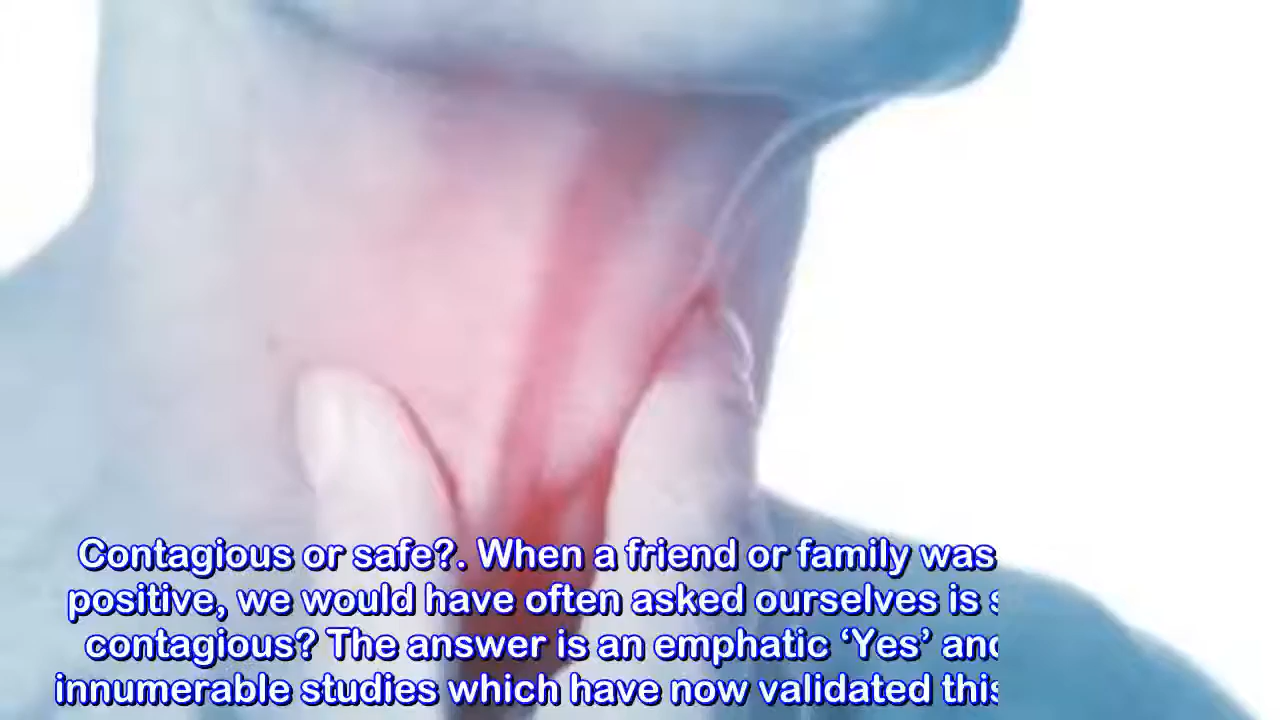 Contagious or safe?. When a friend or family was
positive, we would have often asked ourselves is
contagious? The answer is an emphatic ‘Yes’ and
innumerable studies which have now validated this